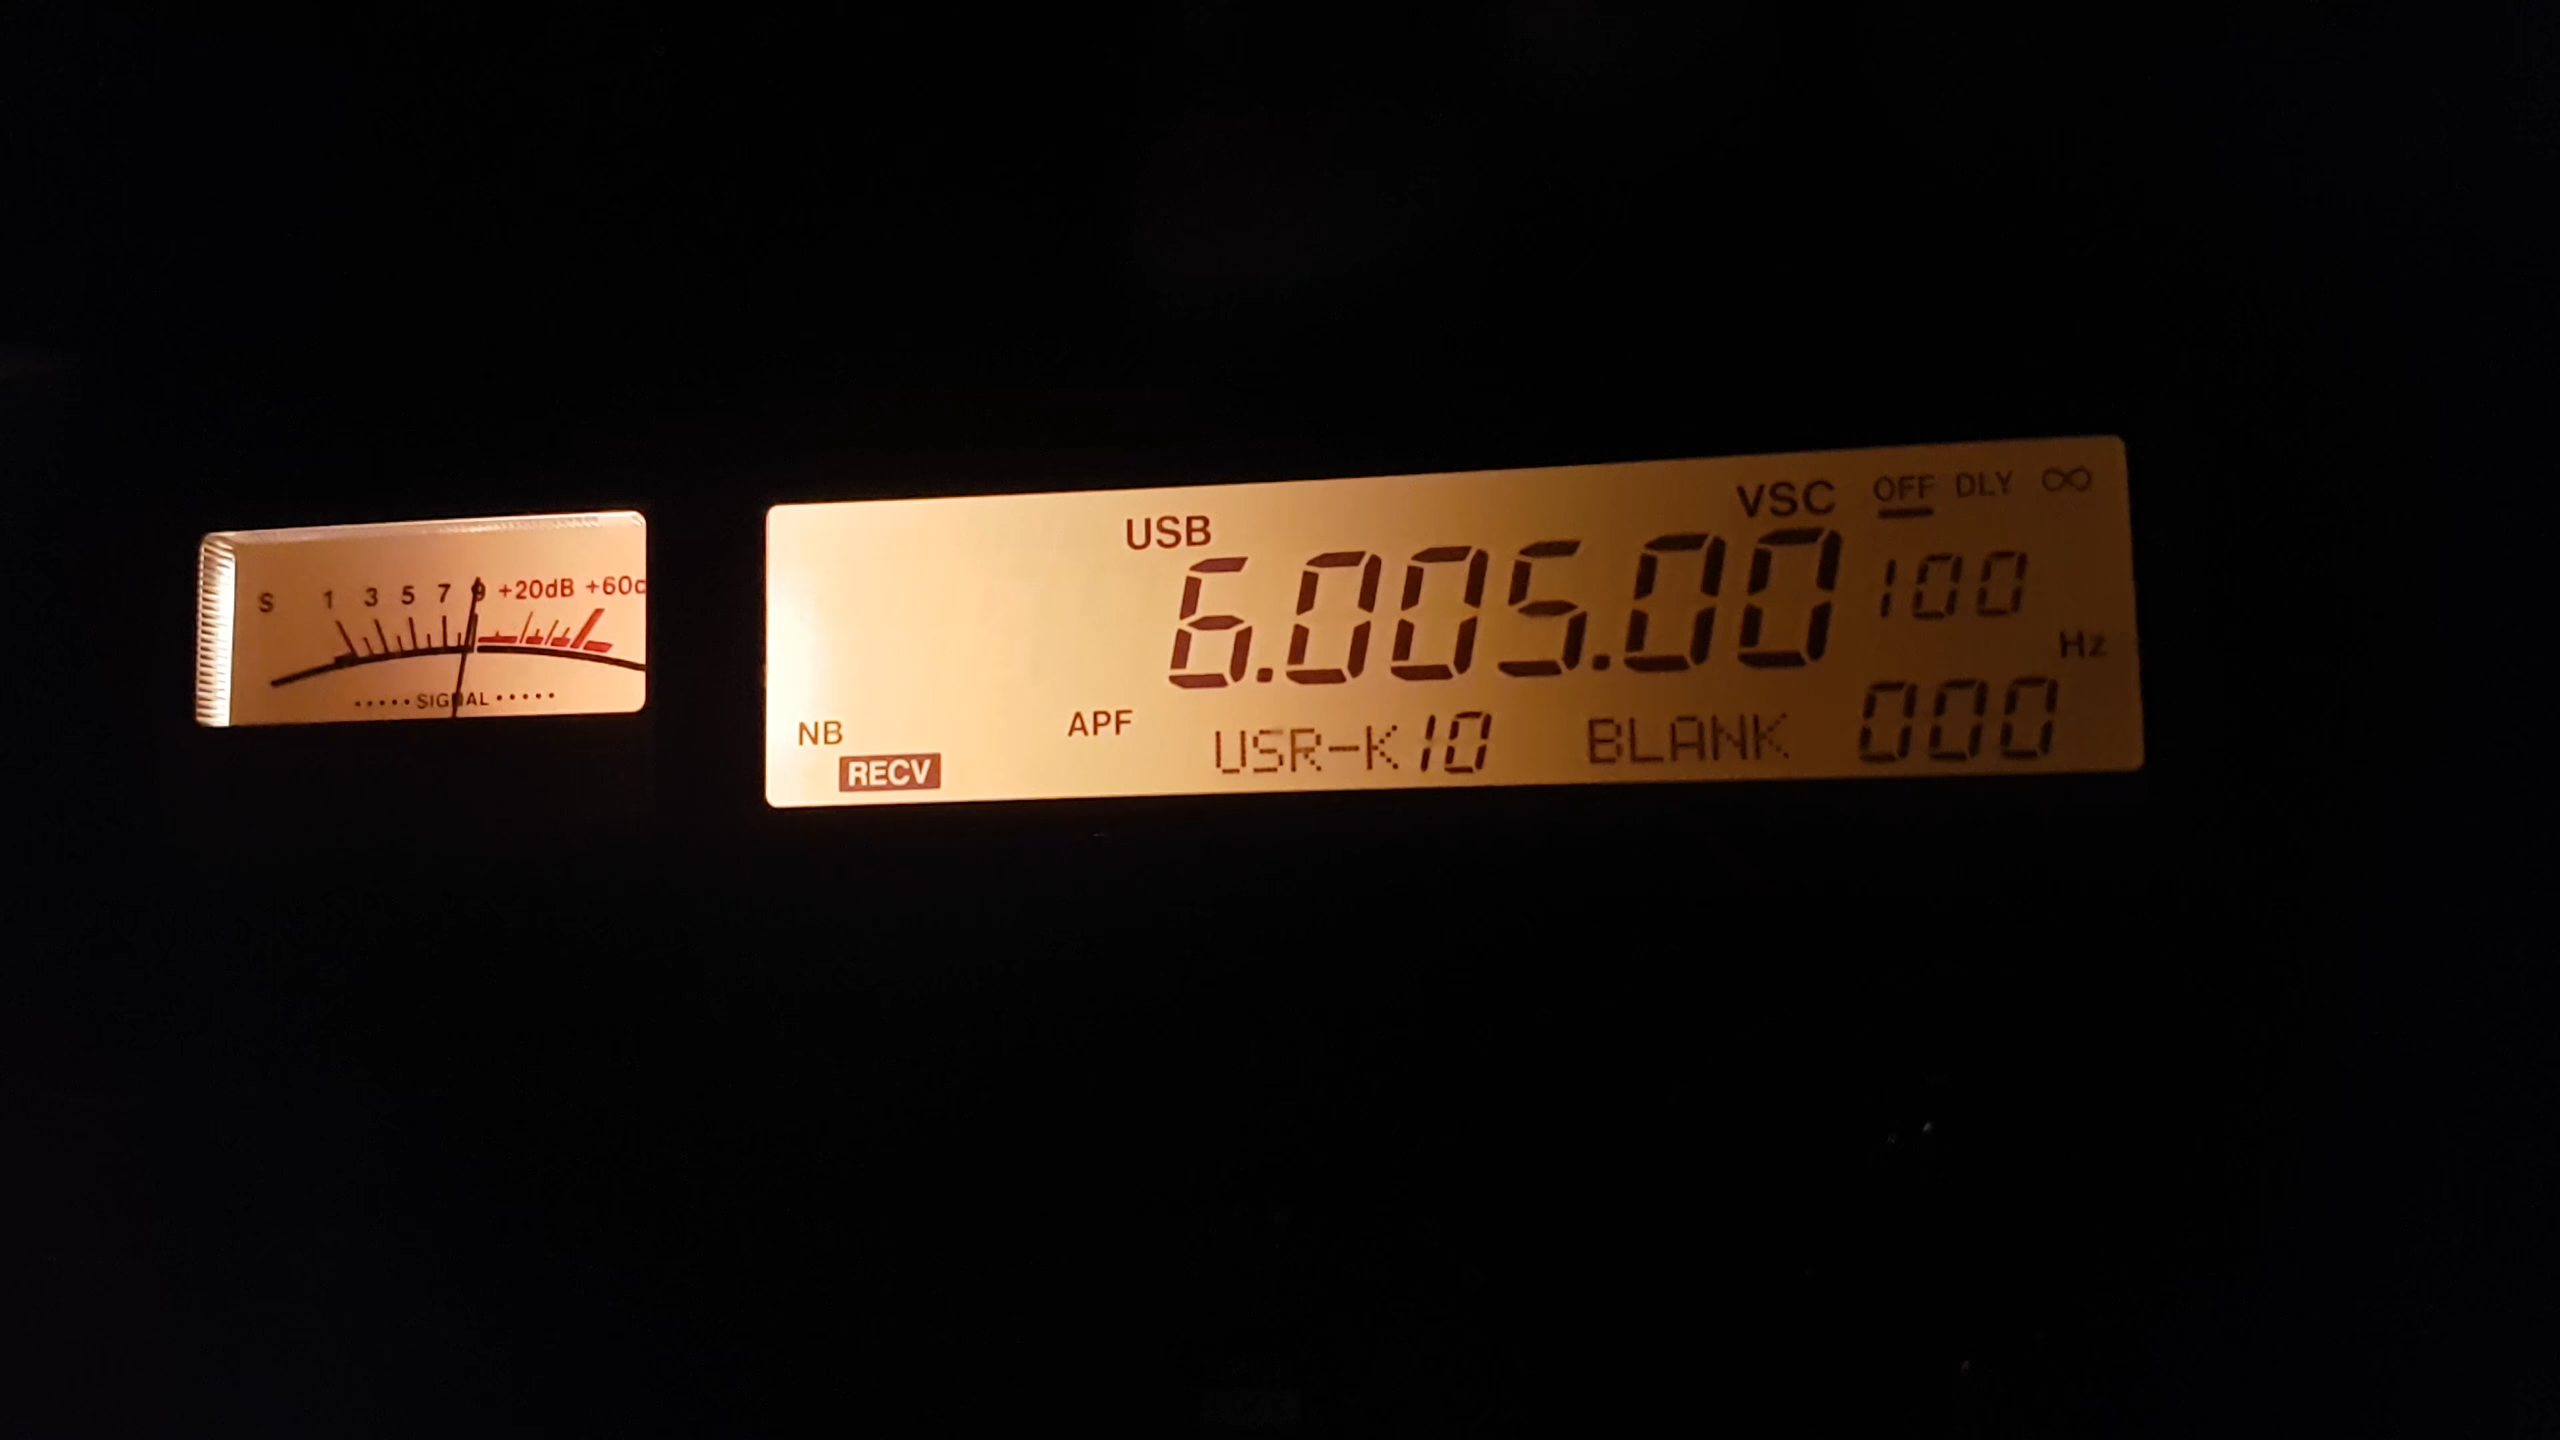 S 1 3 5 7 9 +20dB +60d
SIGNAL
VSC OFF DLY ∞
USB
6.005.00 100
Hz
NB APF USR-K10 BLANK 000
RECV